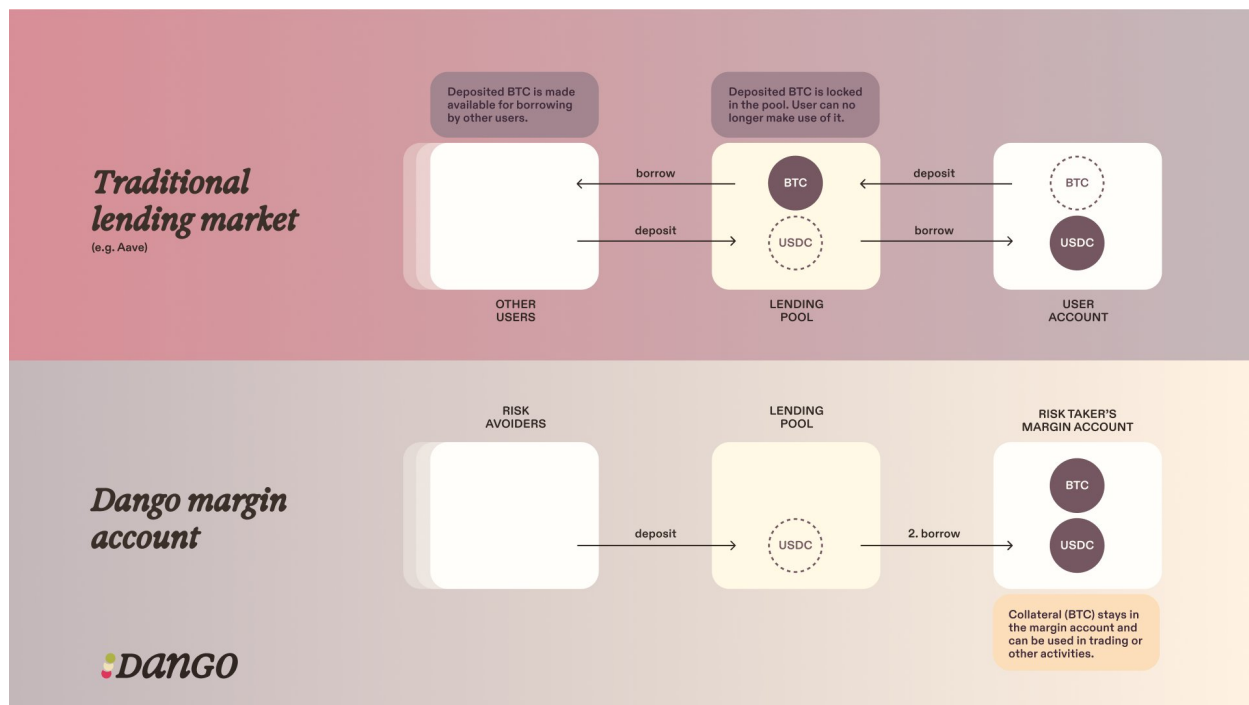 Deposited BTC is made
available for borrowing
by other users.
Deposited BTC is locked
in the pool. User can no
longer make use of it.
Traditional
lending market
(e.g. Aave)
borrow
BTC
deposit
BTC
deposit
USDC
borrow
USDC
OTHER
USERS
LENDING
POOL
USER
ACCOUNT
RISK
AVOIDERS
LENDING
POOL
RISK TAKER'S
MARGIN ACCOUNT
Dango margin
account
BTC
deposit
USDC
2. borrow
USDC
Collateral (BTC) stays in
the margin account and
can be used in trading or
other activities.
DANGO